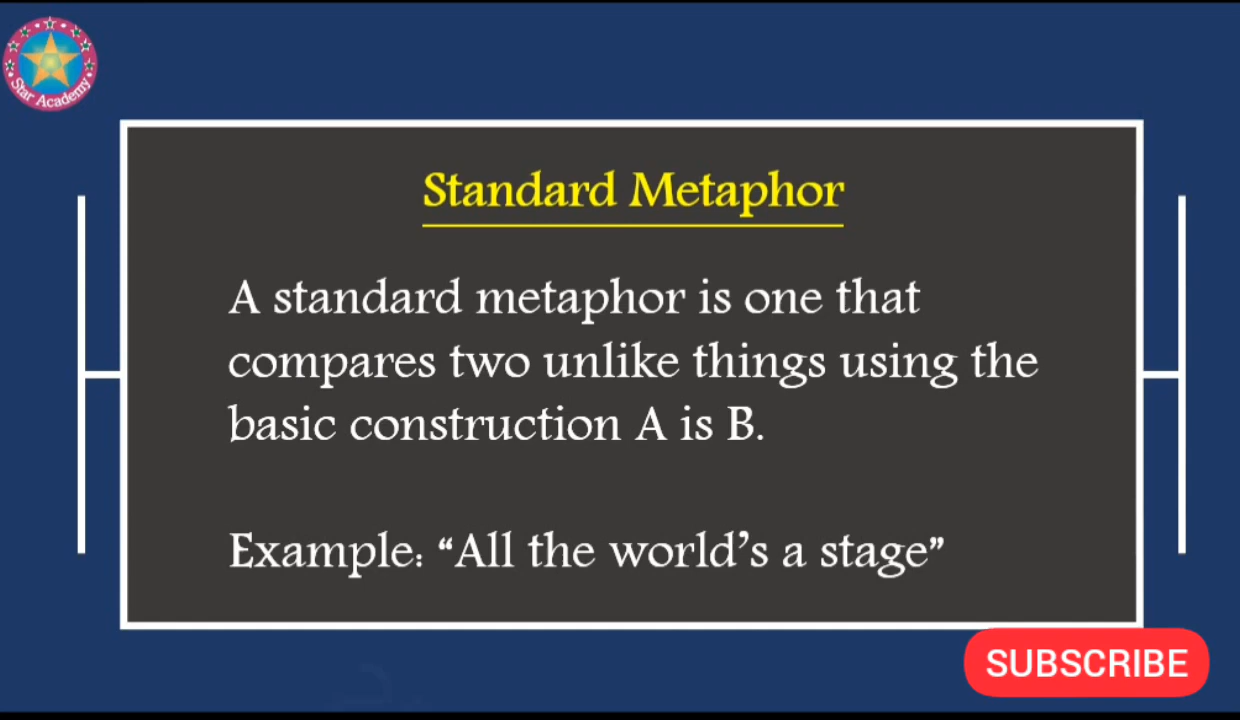 Star Academy
Standard Metaphor
A standard metaphor is one that
compares two unlike things using the
basic construction A is B.
Example: “All the world’s a stage”
SUBSCRIBE